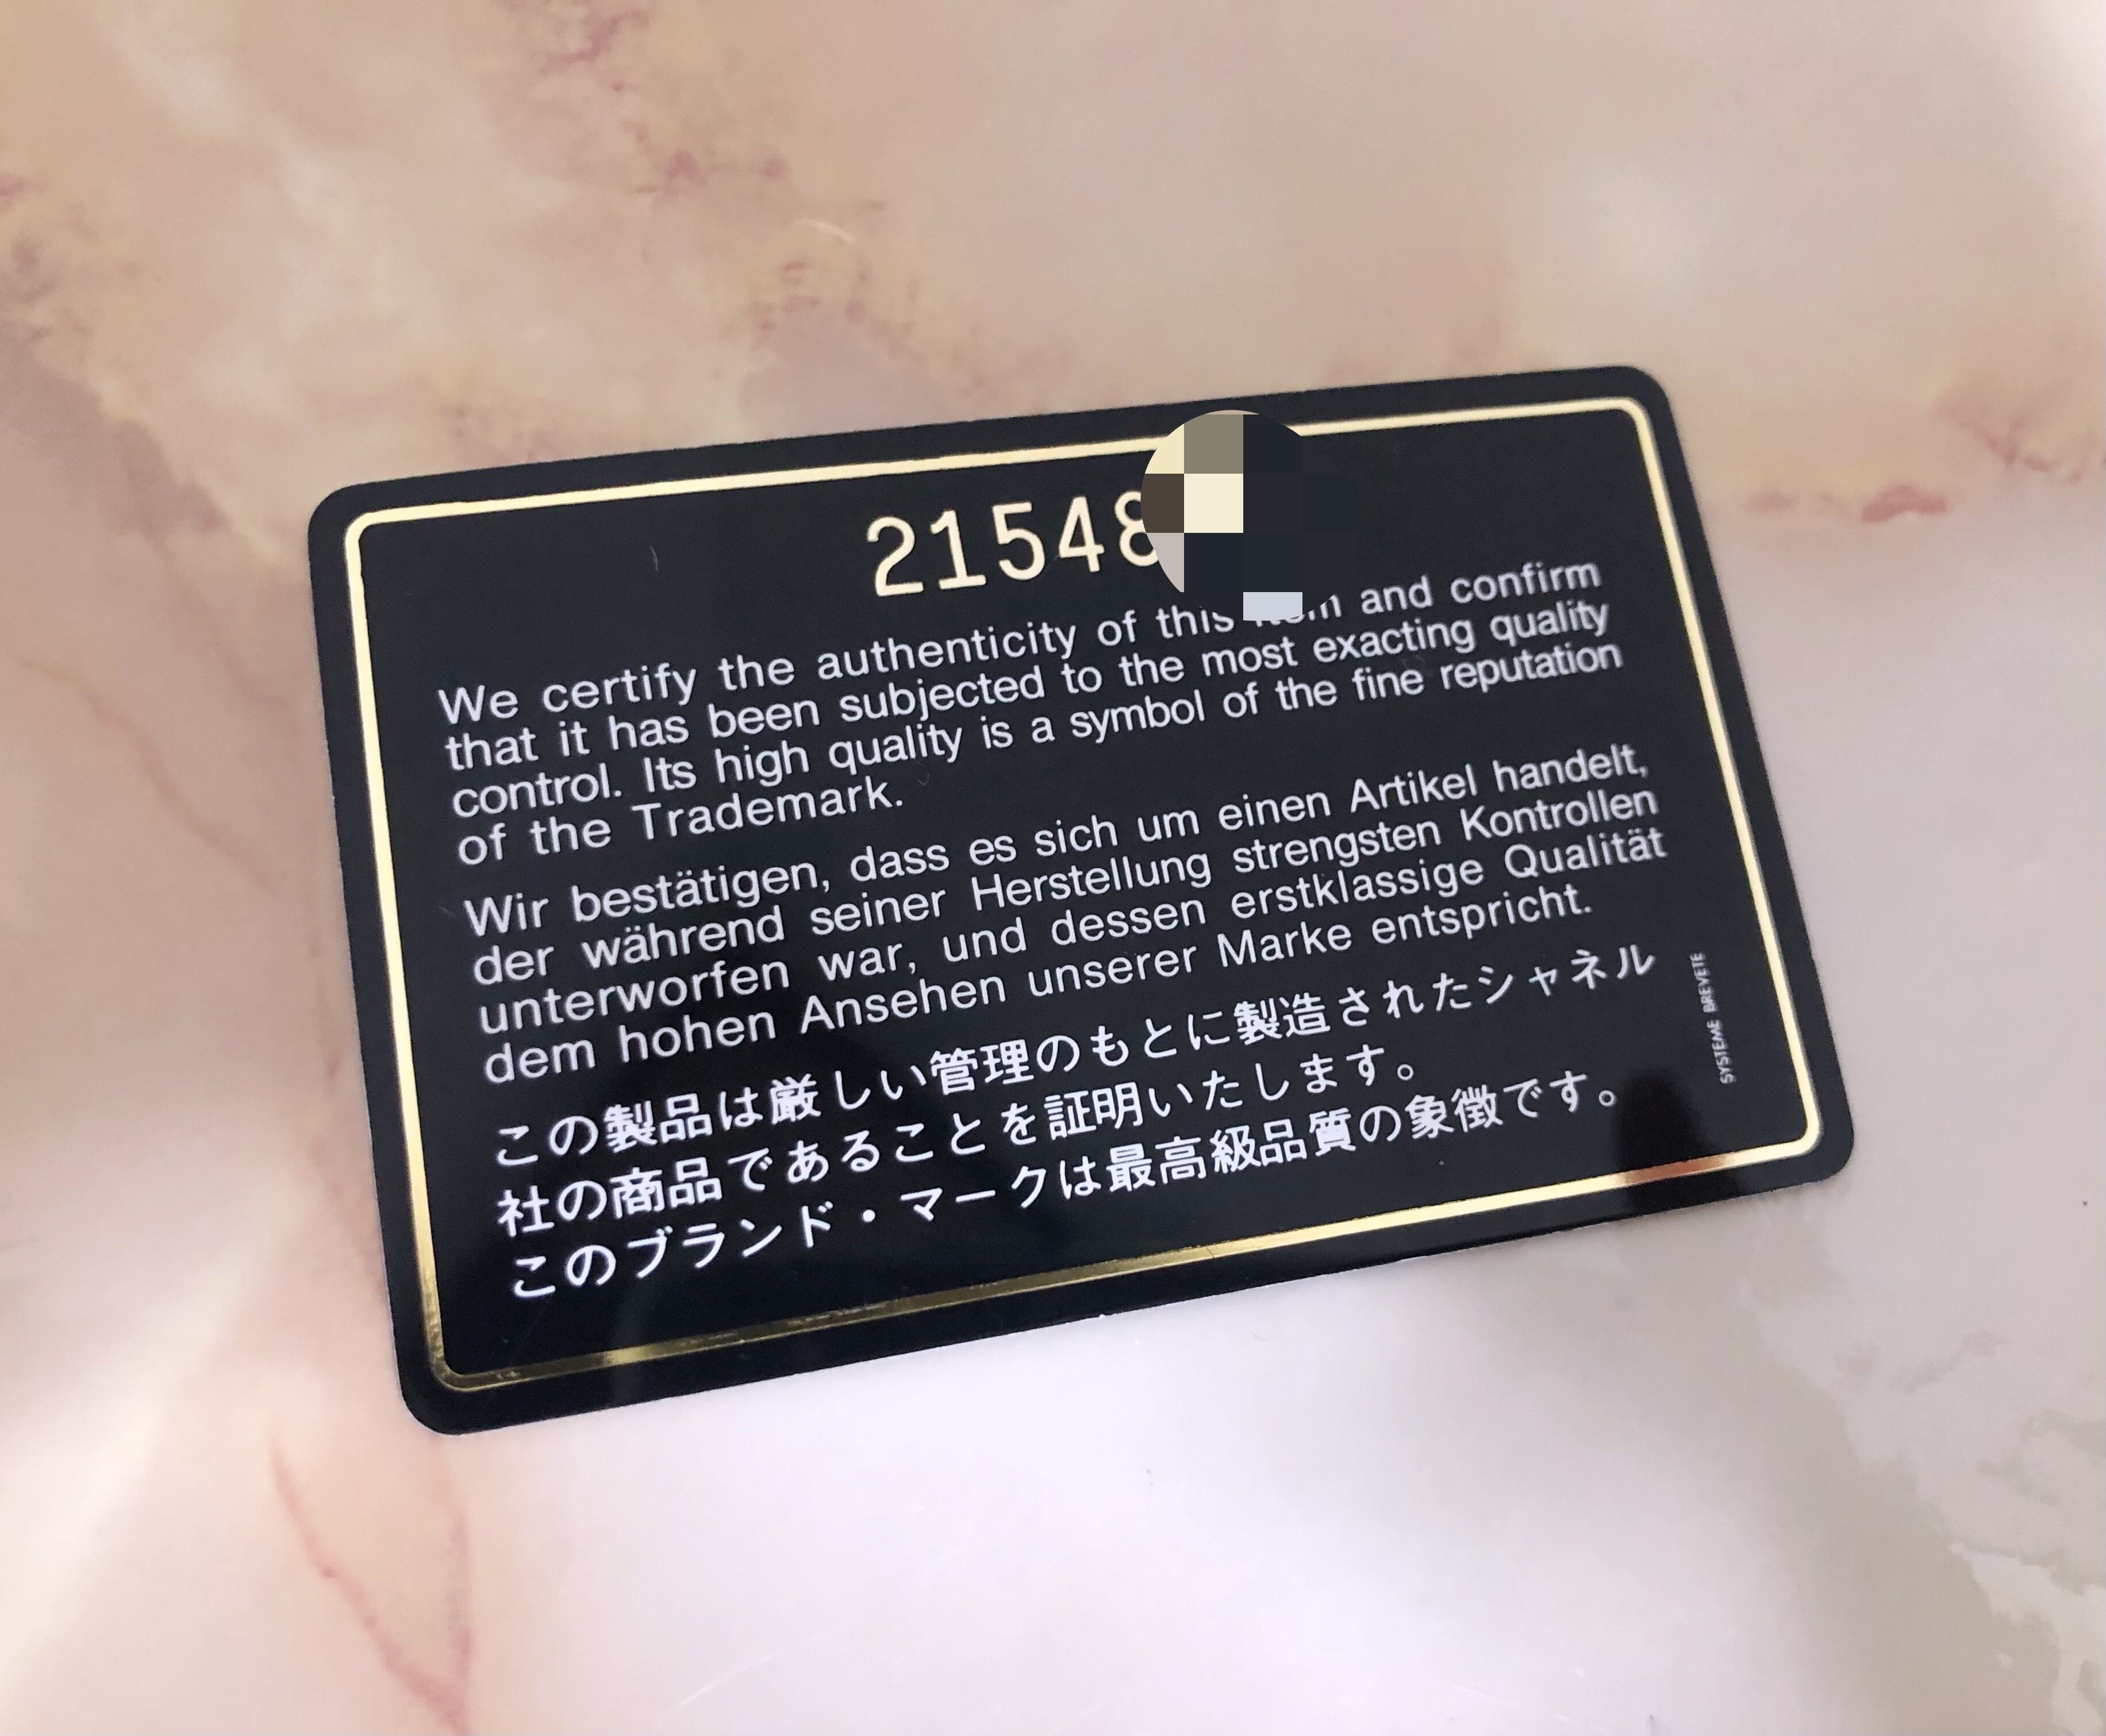 21548
We certify the authenticity of this item and confirm
that it has been subjected to the most exacting quality
control. Its high quality is a symbol of the fine reputation
of the Trademark.
Wir bestätigen, dass es sich um einen Artikel handelt,
der während seiner Herstellung strengsten Kontrollen
unterworfen war, und dessen erstklassige Qualität
dem hohen Ansehen unserer Marke entspricht.
この製品は厳しい管理のもとに製造されたシャネル
社の商品であることを証明いたします。
このブランド・マークは最高級品質の象徴です。
SYSTEME BREVETE